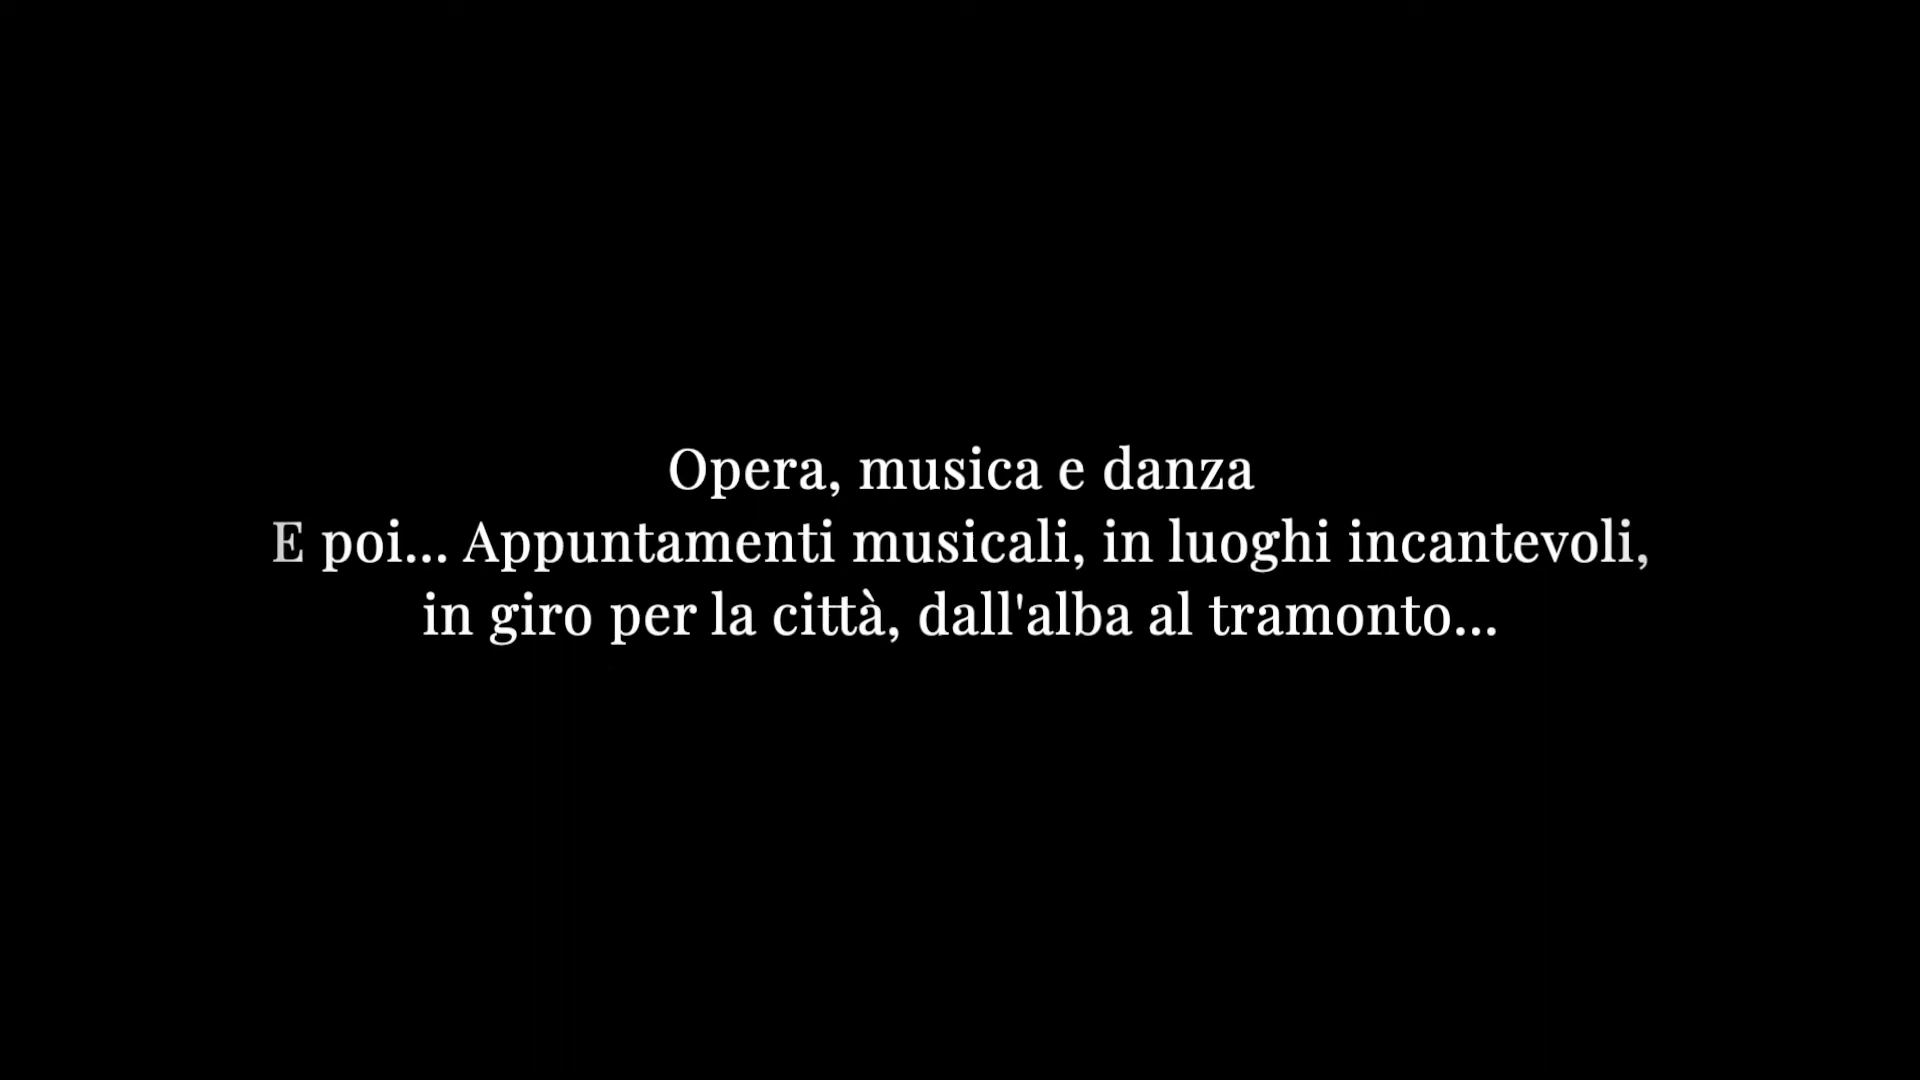 Opera, musica e danza
E poi... Appuntamenti musicali, in luoghi incantevoli,
in giro per la città, dall'alba al tramonto...